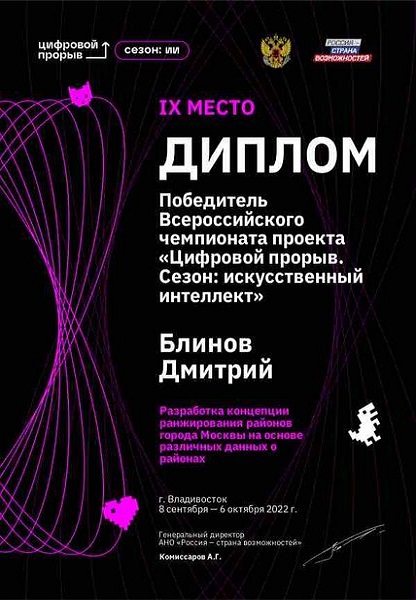 цифровой
прорыв
сезон: ии
РОССИЯ –
СТРАНА
ВОЗМОЖНОСТЕЙ
IX МЕСТО
ДИПЛОМ
Победитель
Всероссийского
чемпионата проекта
«Цифровой прорыв.
Сезон: искусственный
интеллект»
Блинов
Дмитрий
Разработка концепции
ранжирования районов
города Москвы на основе
различных данных о
районах
г. Владивосток
8 сентября — 6 октября 2022 г.
Генеральный директор
АНО «Россия – страна возможностей»
Комиссаров А.Г.